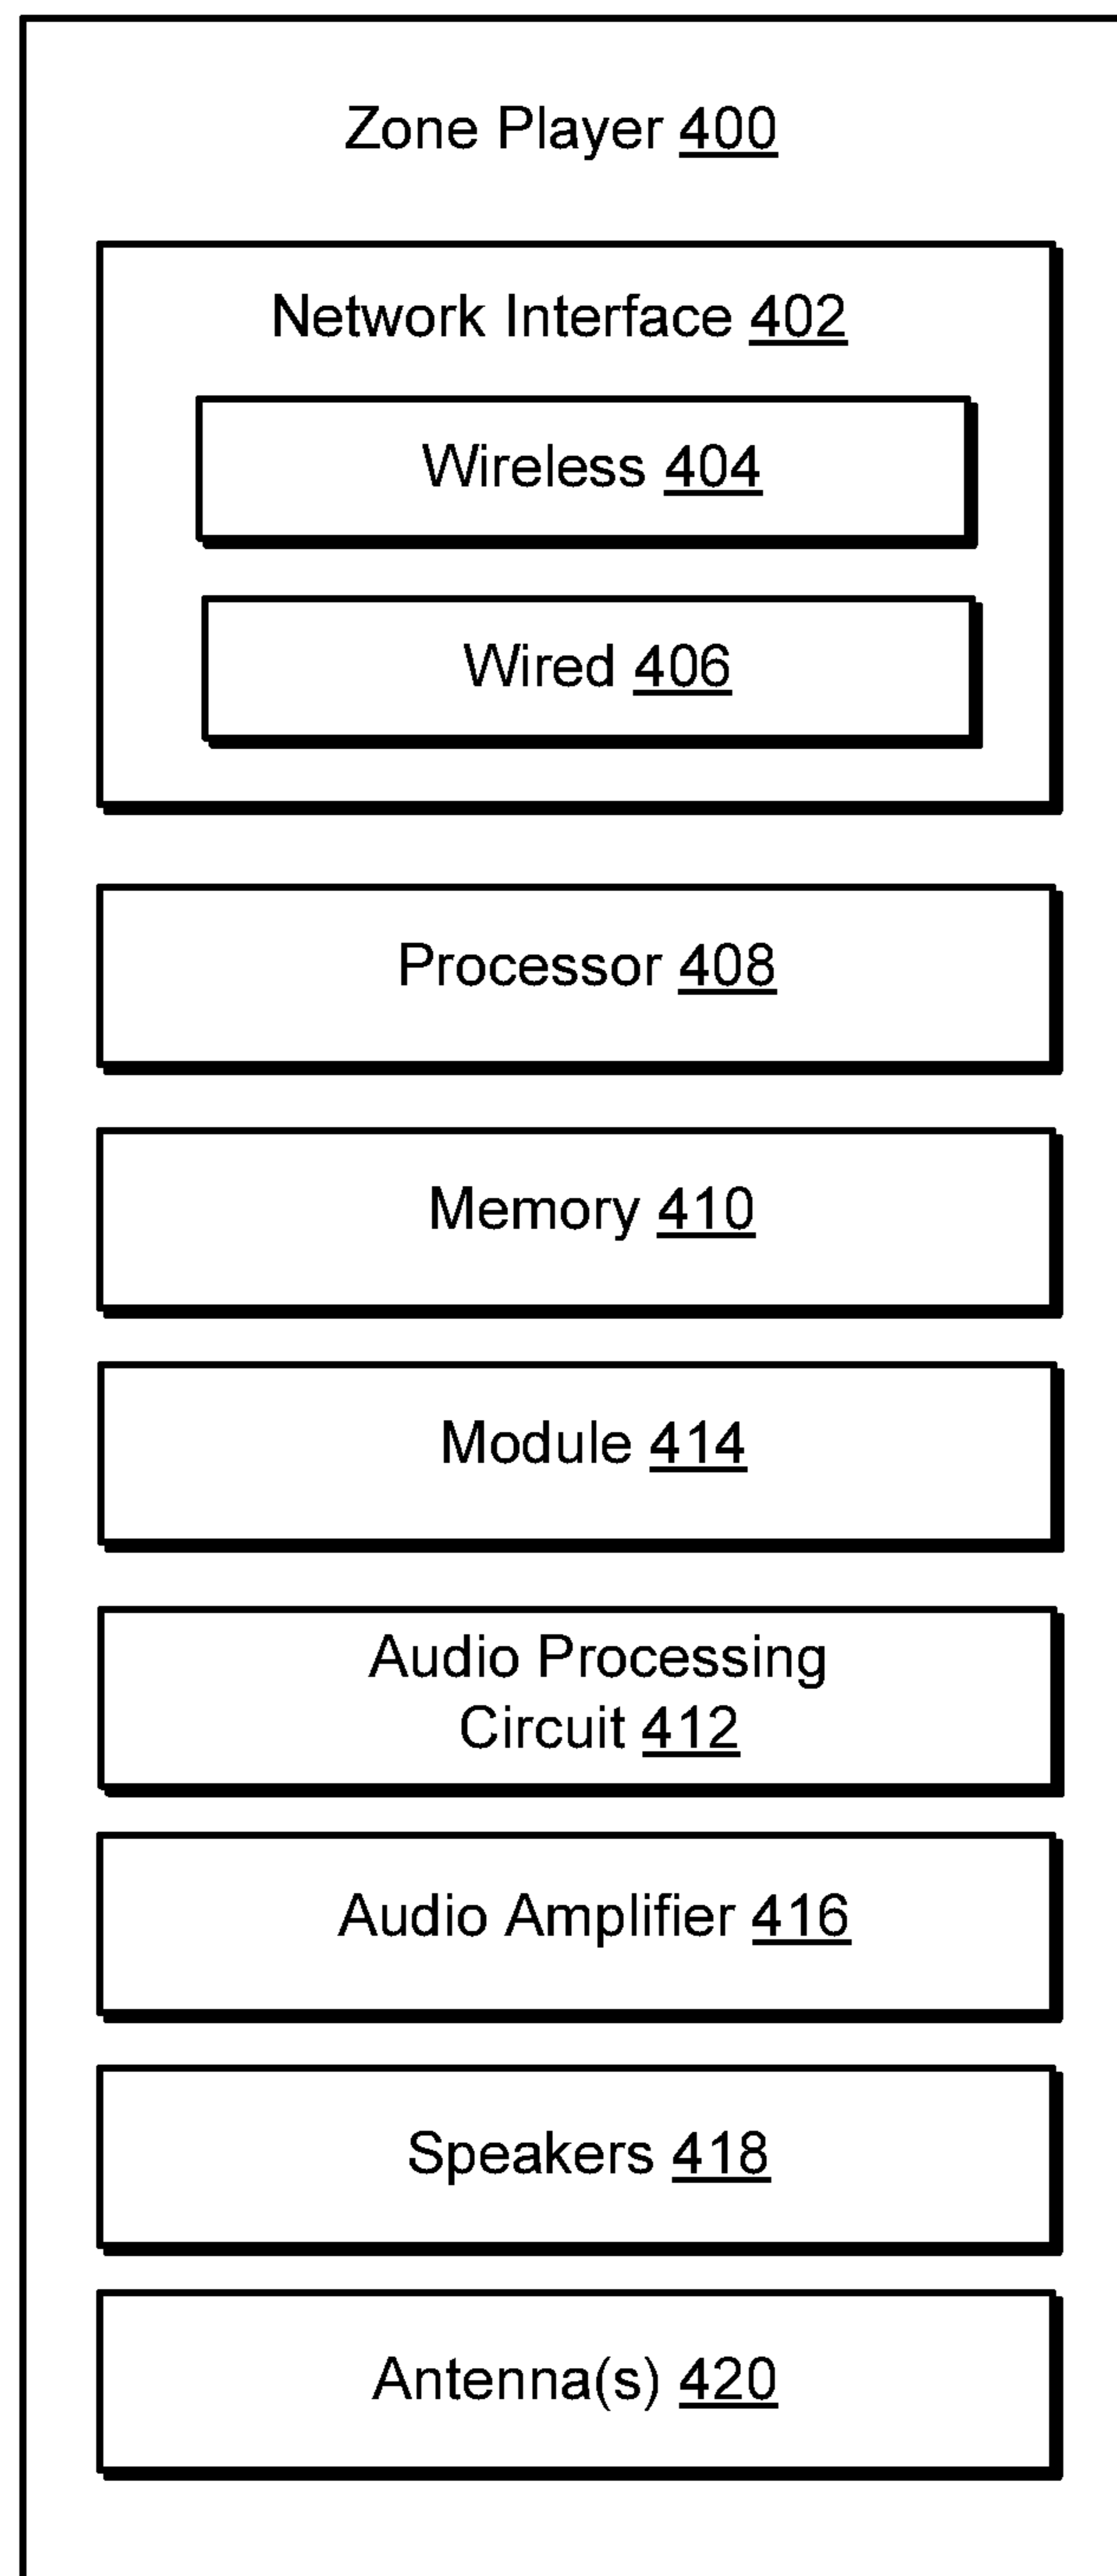 Zone Player 400
Network Interface 402
Wireless 404
Wired 406
Processor 408
Memory 410
Module 414
Audio Processing
Circuit 412
Audio Amplifier 416
Speakers 418
Antenna(s) 420